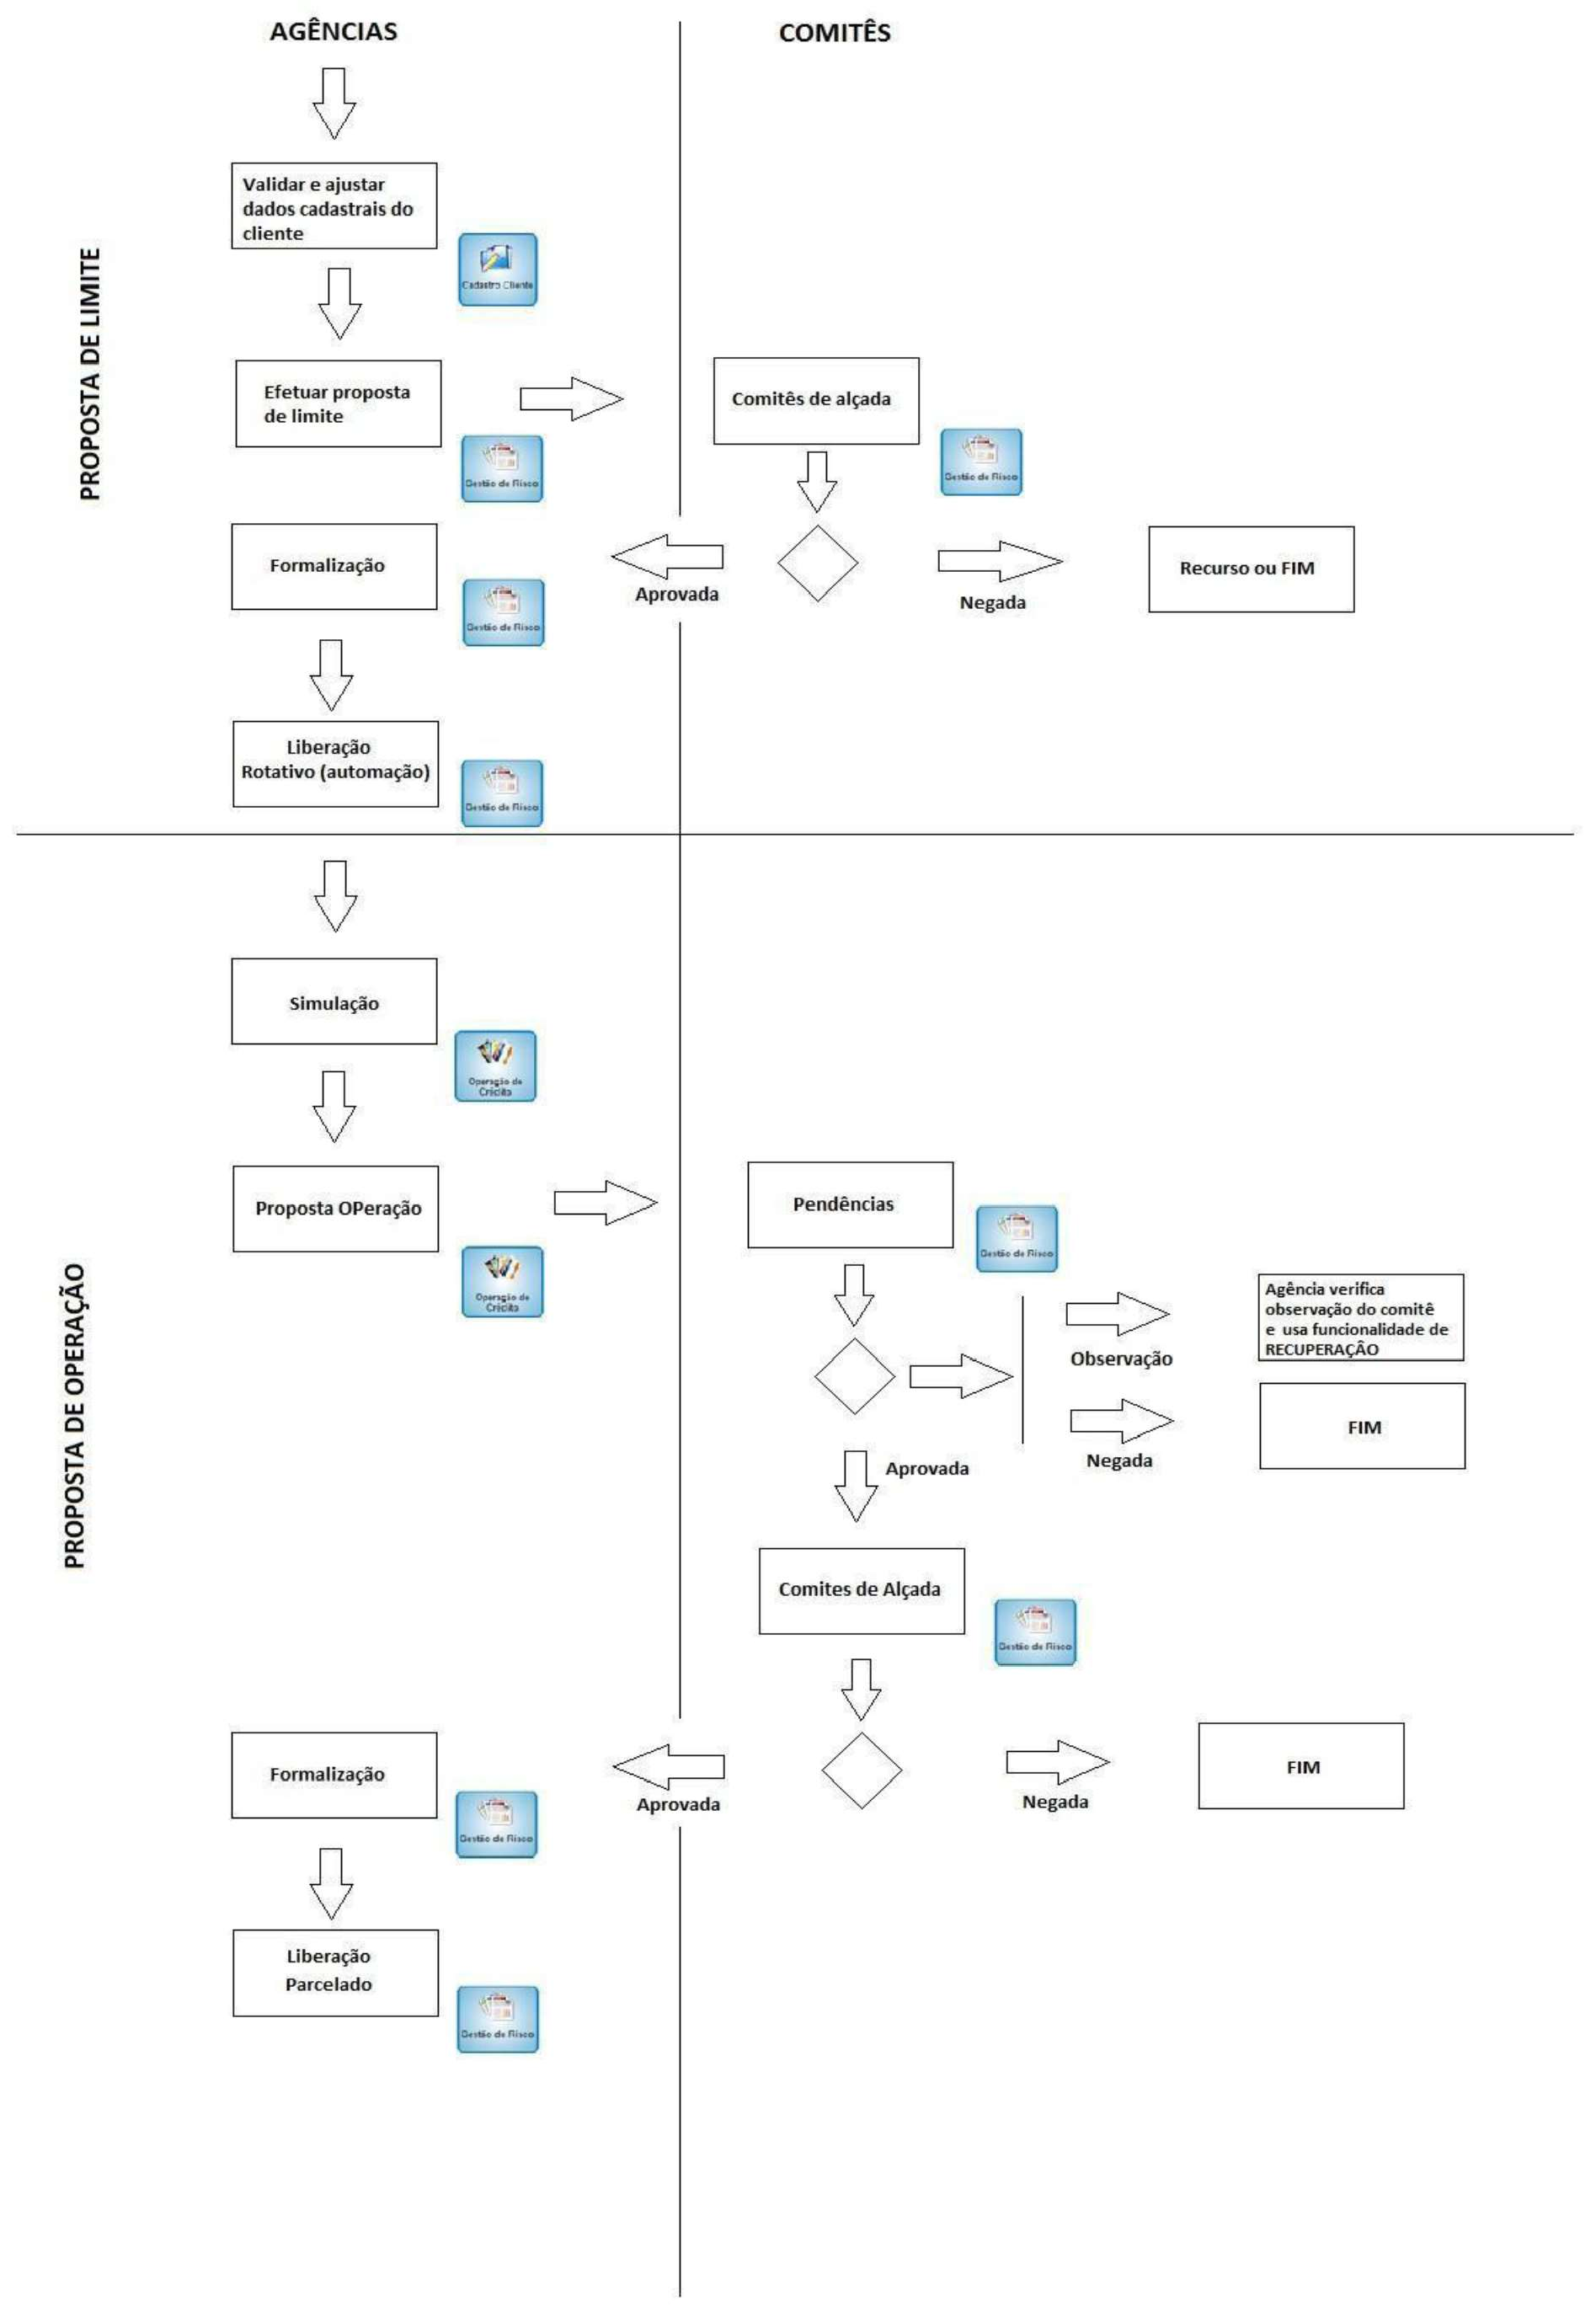 AGÊNCIAS
COMITÊS
PROPOSTA DE LIMITE
Validar e ajustar
dados cadastrais do
cliente
Cadastro Cliente
Efetuar proposta
de limite
Gestão de Risco
Comitês de alçada
Gestão de Risco
Formalização
Gestão de Risco
Aprovada
Negada
Recurso ou FIM
Liberação
Rotativo (automação)
Gestão de Risco
PROPOSTA DE OPERAÇÃO
Simulação
Operação de
Crédito
Proposta OPeração
Operação de
Crédito
Pendências
Gestão de Risco
Observação
Agência verifica
observação do comitê
e usa funcionalidade de
RECUPERAÇÂO
Negada
FIM
Aprovada
Comites de Alçada
Gestão de Risco
Formalização
Gestão de Risco
Aprovada
Negada
FIM
Liberação
Parcelado
Gestão de Risco